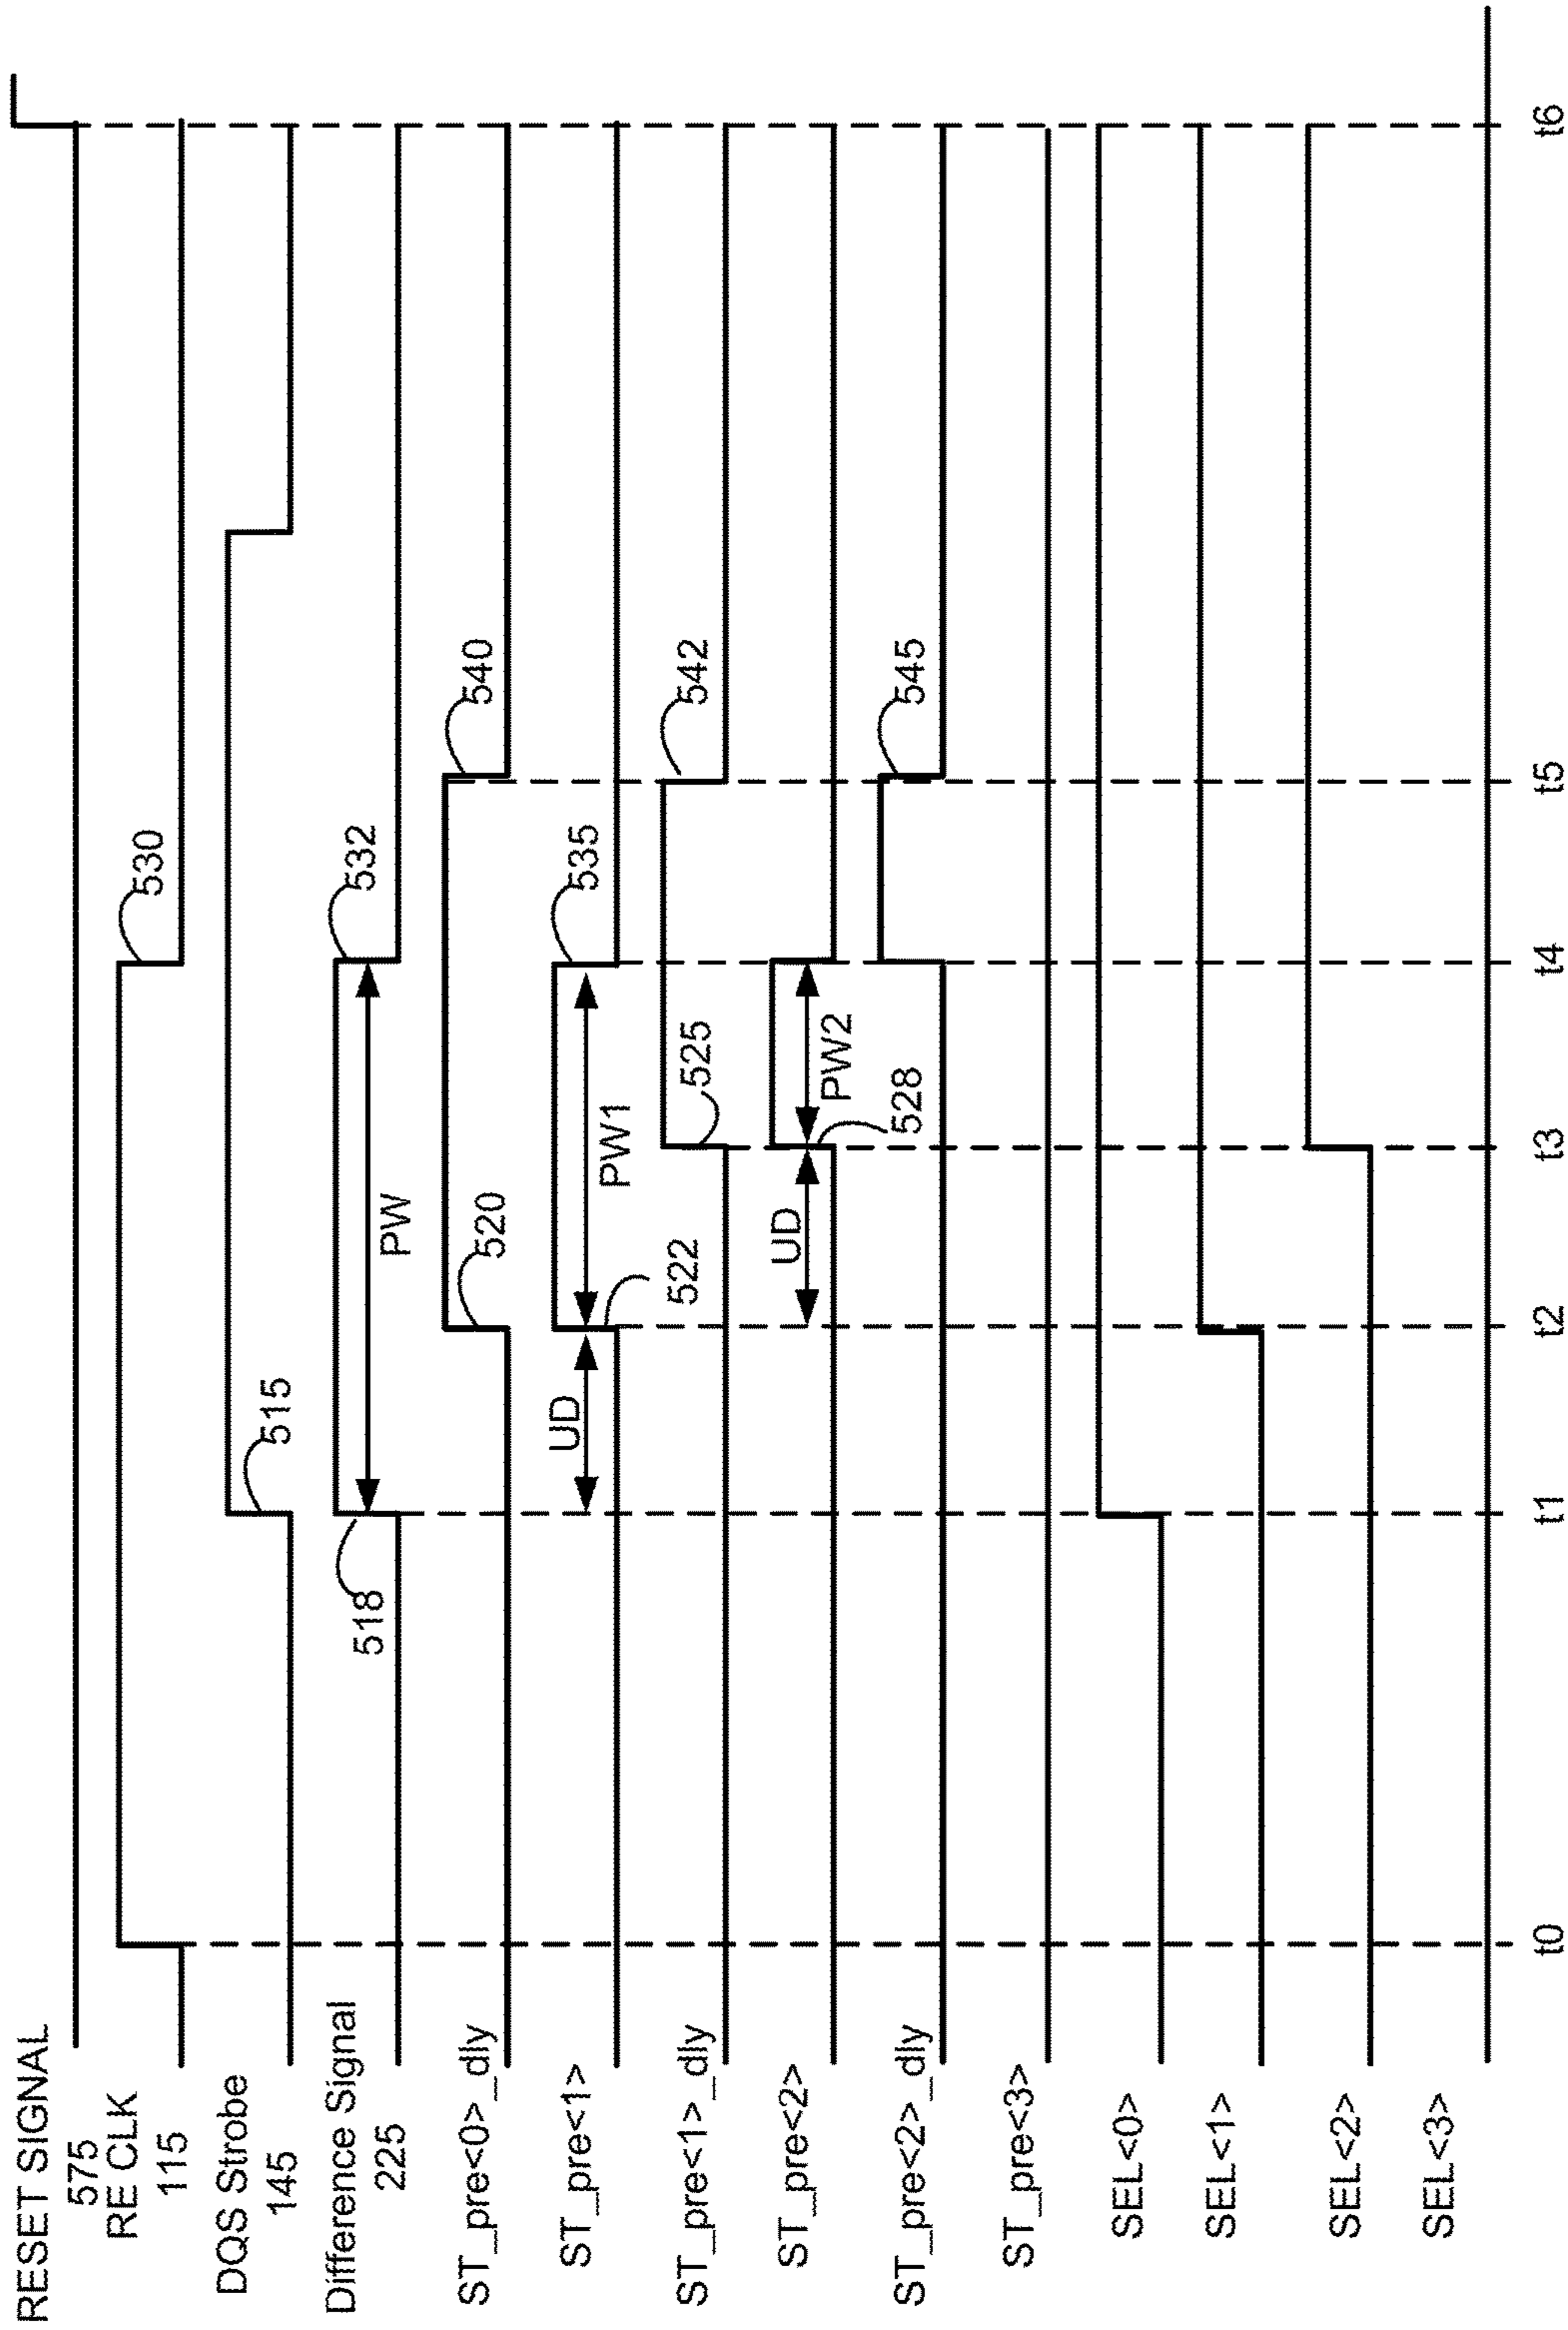 RESET SIGNAL
575
RE CLK
115
530
DQS Strobe
145
515
Difference Signal
225
518
PW
532
ST_pre<0>_dly
520
540
ST_pre<1>
UD
522
PW1
535
ST_pre<1>_dly
525
542
ST_pre<2>
UD
528
PW2
ST_pre<2>_dly
545
ST_pre<3>
SEL<0>
SEL<1>
SEL<2>
SEL<3>
t0
t1
t2
t3
t4
t5
t6